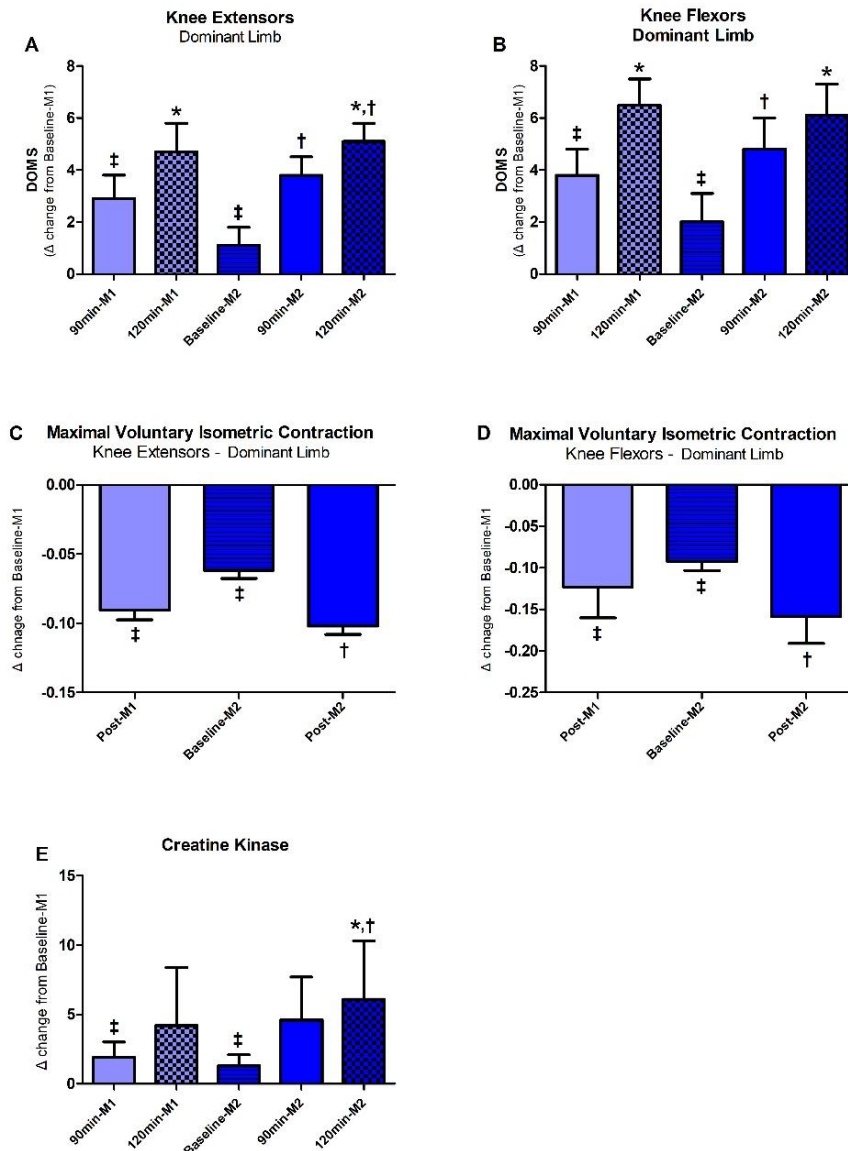 A
Knee Extensors
Dominant Limb
DOMS
(Δ change from Baseline-M1)
8
6
4
2
0
‡
*
‡
†
*,†
90min-M1
120min-M1
Baseline-M2
90min-M2
120min-M2
B
Knee Flexors
Dominant Limb
DOMS
(Δ change from Baseline-M1)
8
6
4
2
0
‡
*
‡
†
*
90min-M1
120min-M1
Baseline-M2
90min-M2
120min-M2
C
Maximal Voluntary Isometric Contraction
Knee Extensors - Dominant Limb
Δ chnage from Baseline-M1
0.00
-0.05
-0.10
-0.15
‡
‡
†
Post-M1
Baseline-M2
Post-M2
D
Maximal Voluntary Isometric Contraction
Knee Flexors - Dominant Limb
Δ chnage from Baseline-M1
0.00
-0.05
-0.10
-0.15
-0.20
-0.25
‡
‡
†
Post-M1
Baseline-M2
Post-M2
E
Creatine Kinase
Δ change from Baseline-M1
15
10
5
0
‡
‡
*,†
90min-M1
120min-M1
Baseline-M2
90min-M2
120min-M2